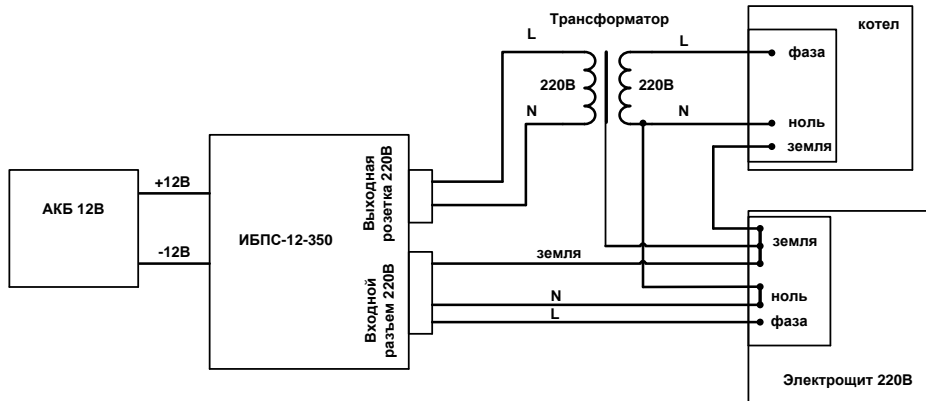 Трансформатор
котел
L
L
фаза
220В
220В
N
N
ноль
земля
+12В
АКБ 12В
-12В
ИБПС-12-350
Выходная
розетка 220В
Входной
разъем 220В
земля
N
L
земля
ноль
фаза
Электрощит 220В